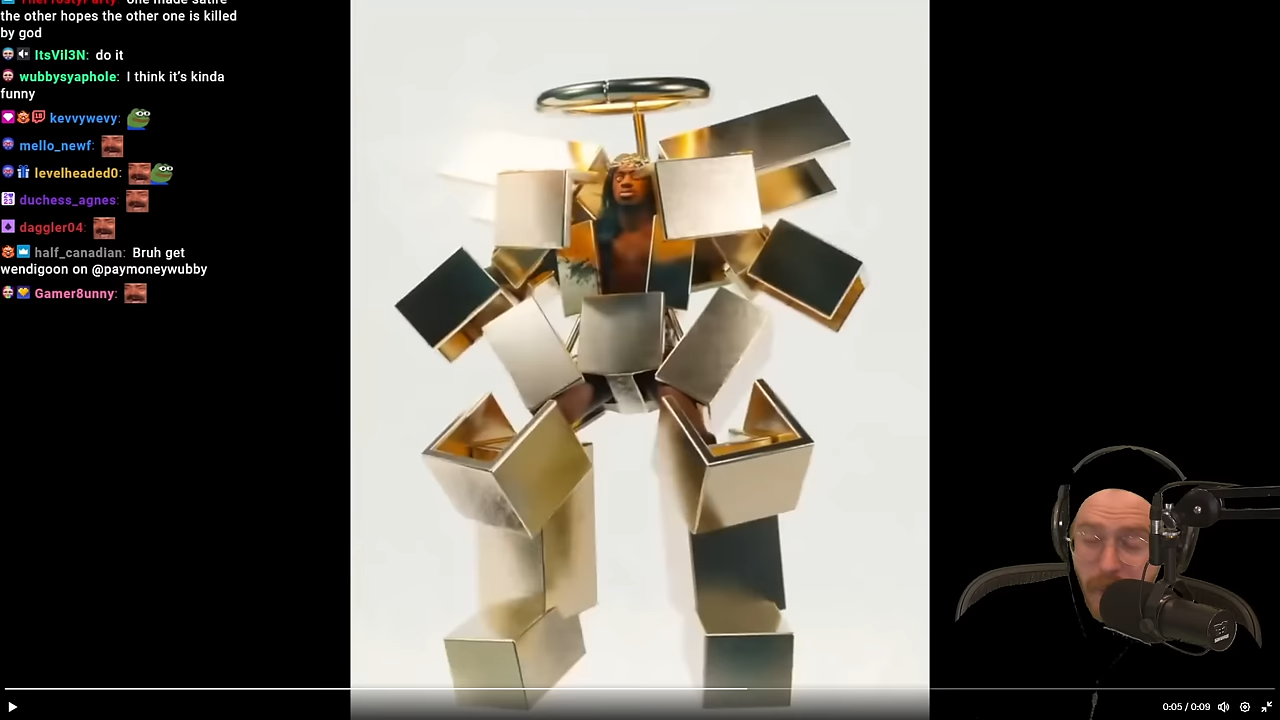 TheFrostyParty: one made satire
the other hopes the other one is killed
by god
ItsVil3N: do it
wubbysyaphole: I think it's kinda
funny
kevvywevy:
mello_newf:
levelheaded0:
duchess_agnes:
daggler04:
half_canadian: Bruh get
wendigoon on @paymoneywubby
Gamer8unny:
0:05 / 0:09